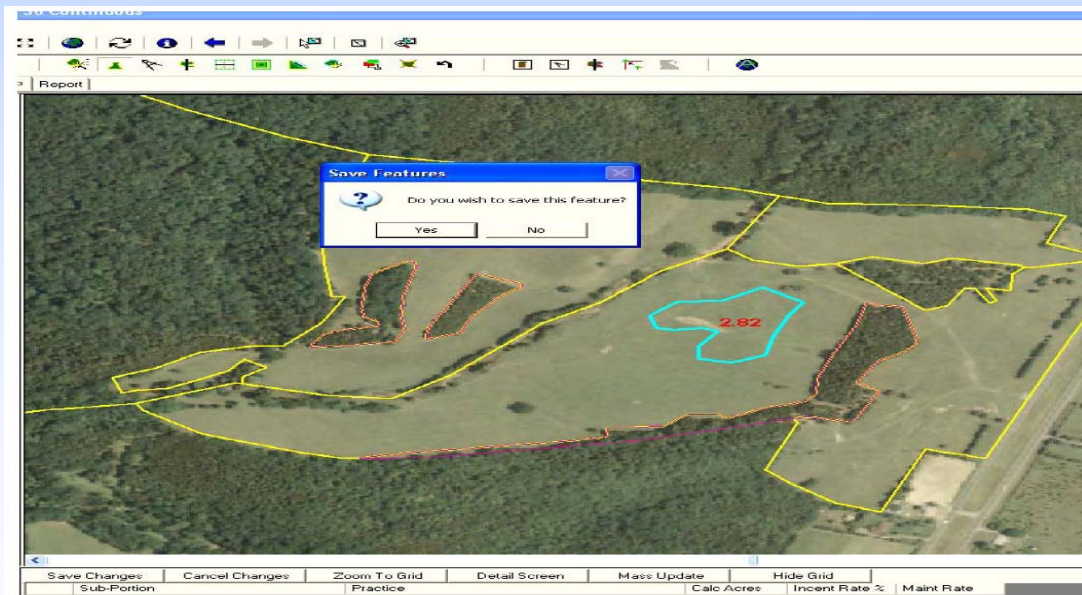 Report
Save Features
Do you wish to save this feature?
Yes No
2.82
Save Changes Cancel Changes Zoom To Grid Detail Screen Mass Update Hide Grid
Sub-Portion Practice Calc Acres Incent Rate % Maint Rate